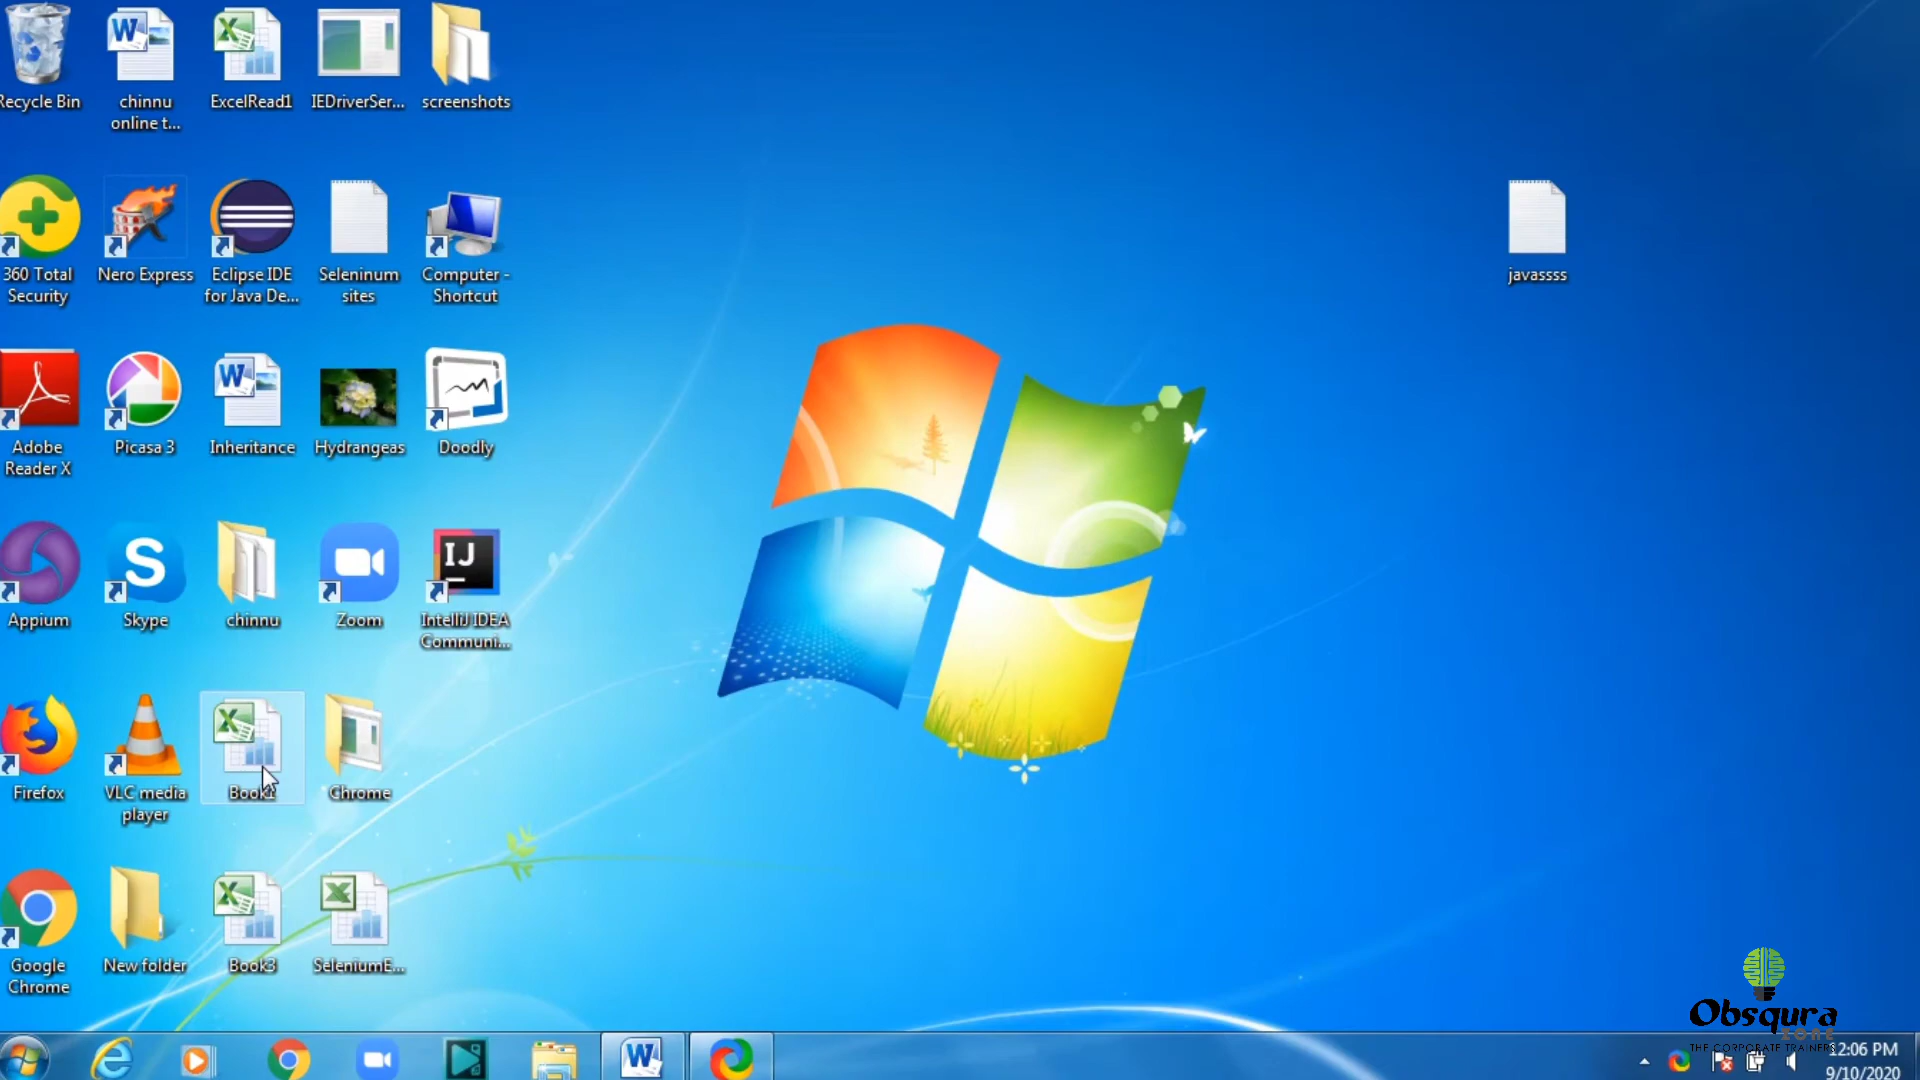 Recycle Bin
chinnu
online t...
ExcelRead1
IEDriverSer...
screenshots
360 Total
Security
Nero Express
Eclipse IDE
for Java De...
Seleninum
sites
Computer -
Shortcut
javassss
Adobe
Reader X
Picasa 3
Inheritance
Hydrangeas
Doodly
Appium
Skype
chinnu
Zoom
IntelliJ IDEA
Communi...
Firefox
VLC media
player
Chrome
Google
Chrome
New folder
Book3
SeleniumE...
Obsqura
ZONE
THE CORPORATE TRAINERS
12:06 PM
9/10/2020